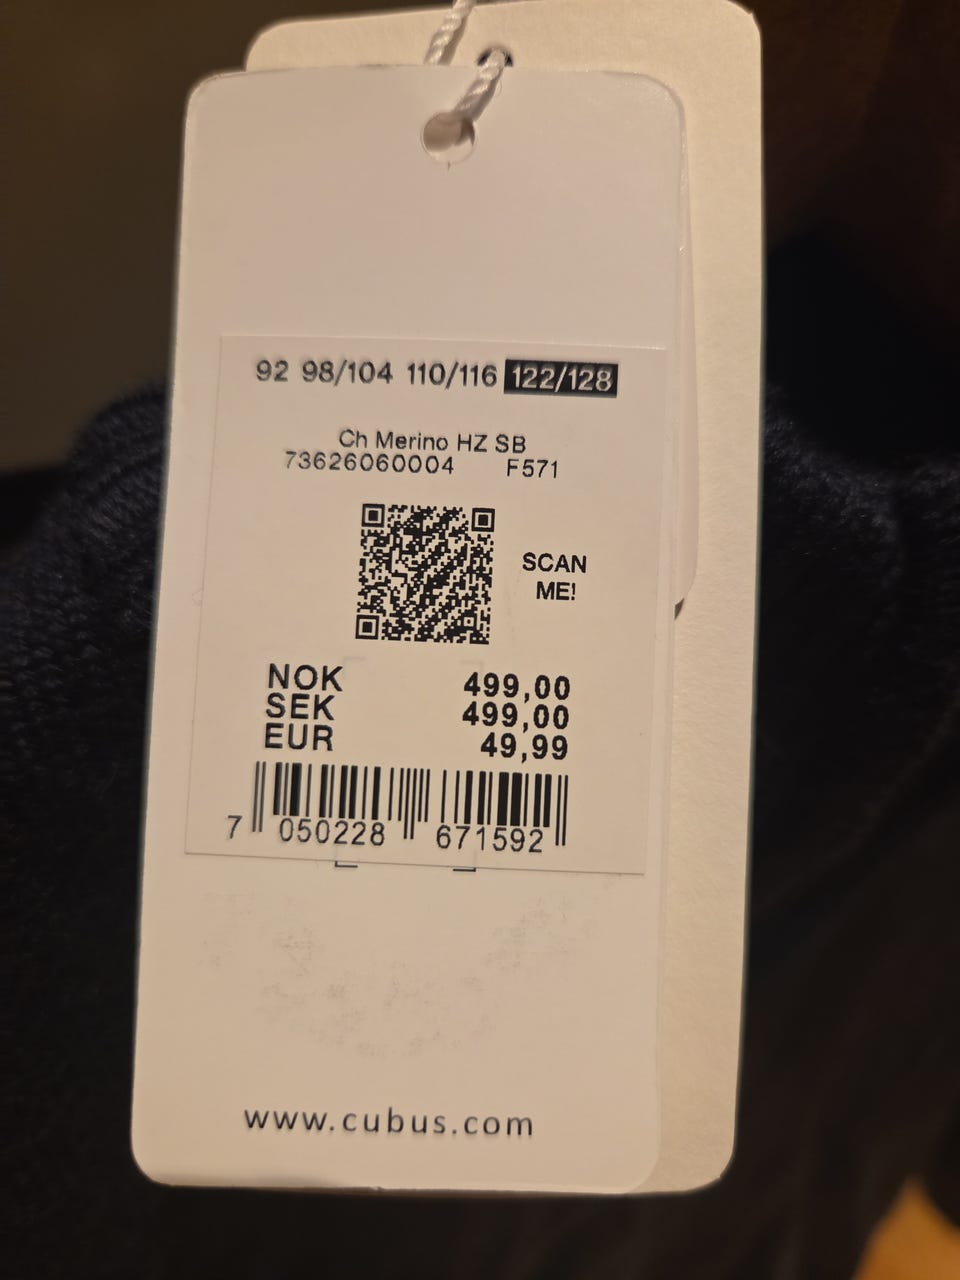 92 98/104 110/116 122/128
Ch Merino HZ SB
73626060004 F571
SCAN
ME!
NOK 499,00
SEK 499,00
EUR 49,99
7 050228 671592
www.cubus.com